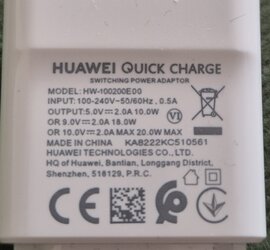 HUAWEI QUICK CHARGE
SWITCHING POWER ADAPTOR
MODEL: HW-100200E00
INPUT:100-240V~50/60Hz, 0.5A
OUTPUT:5.0V⎓2.0A 10.0W
OR 9.0V⎓2.0A 18.0W
OR 10.0V⎓2.0A MAX 20.0W MAX
MADE IN CHINA KA8222KC510561
HUAWEI TECHNOLOGIES CO.,LTD.
HQ of Huawei, Bantian, Longgang District,
Shenzhen, 518129, P.R.C.
VI
CE